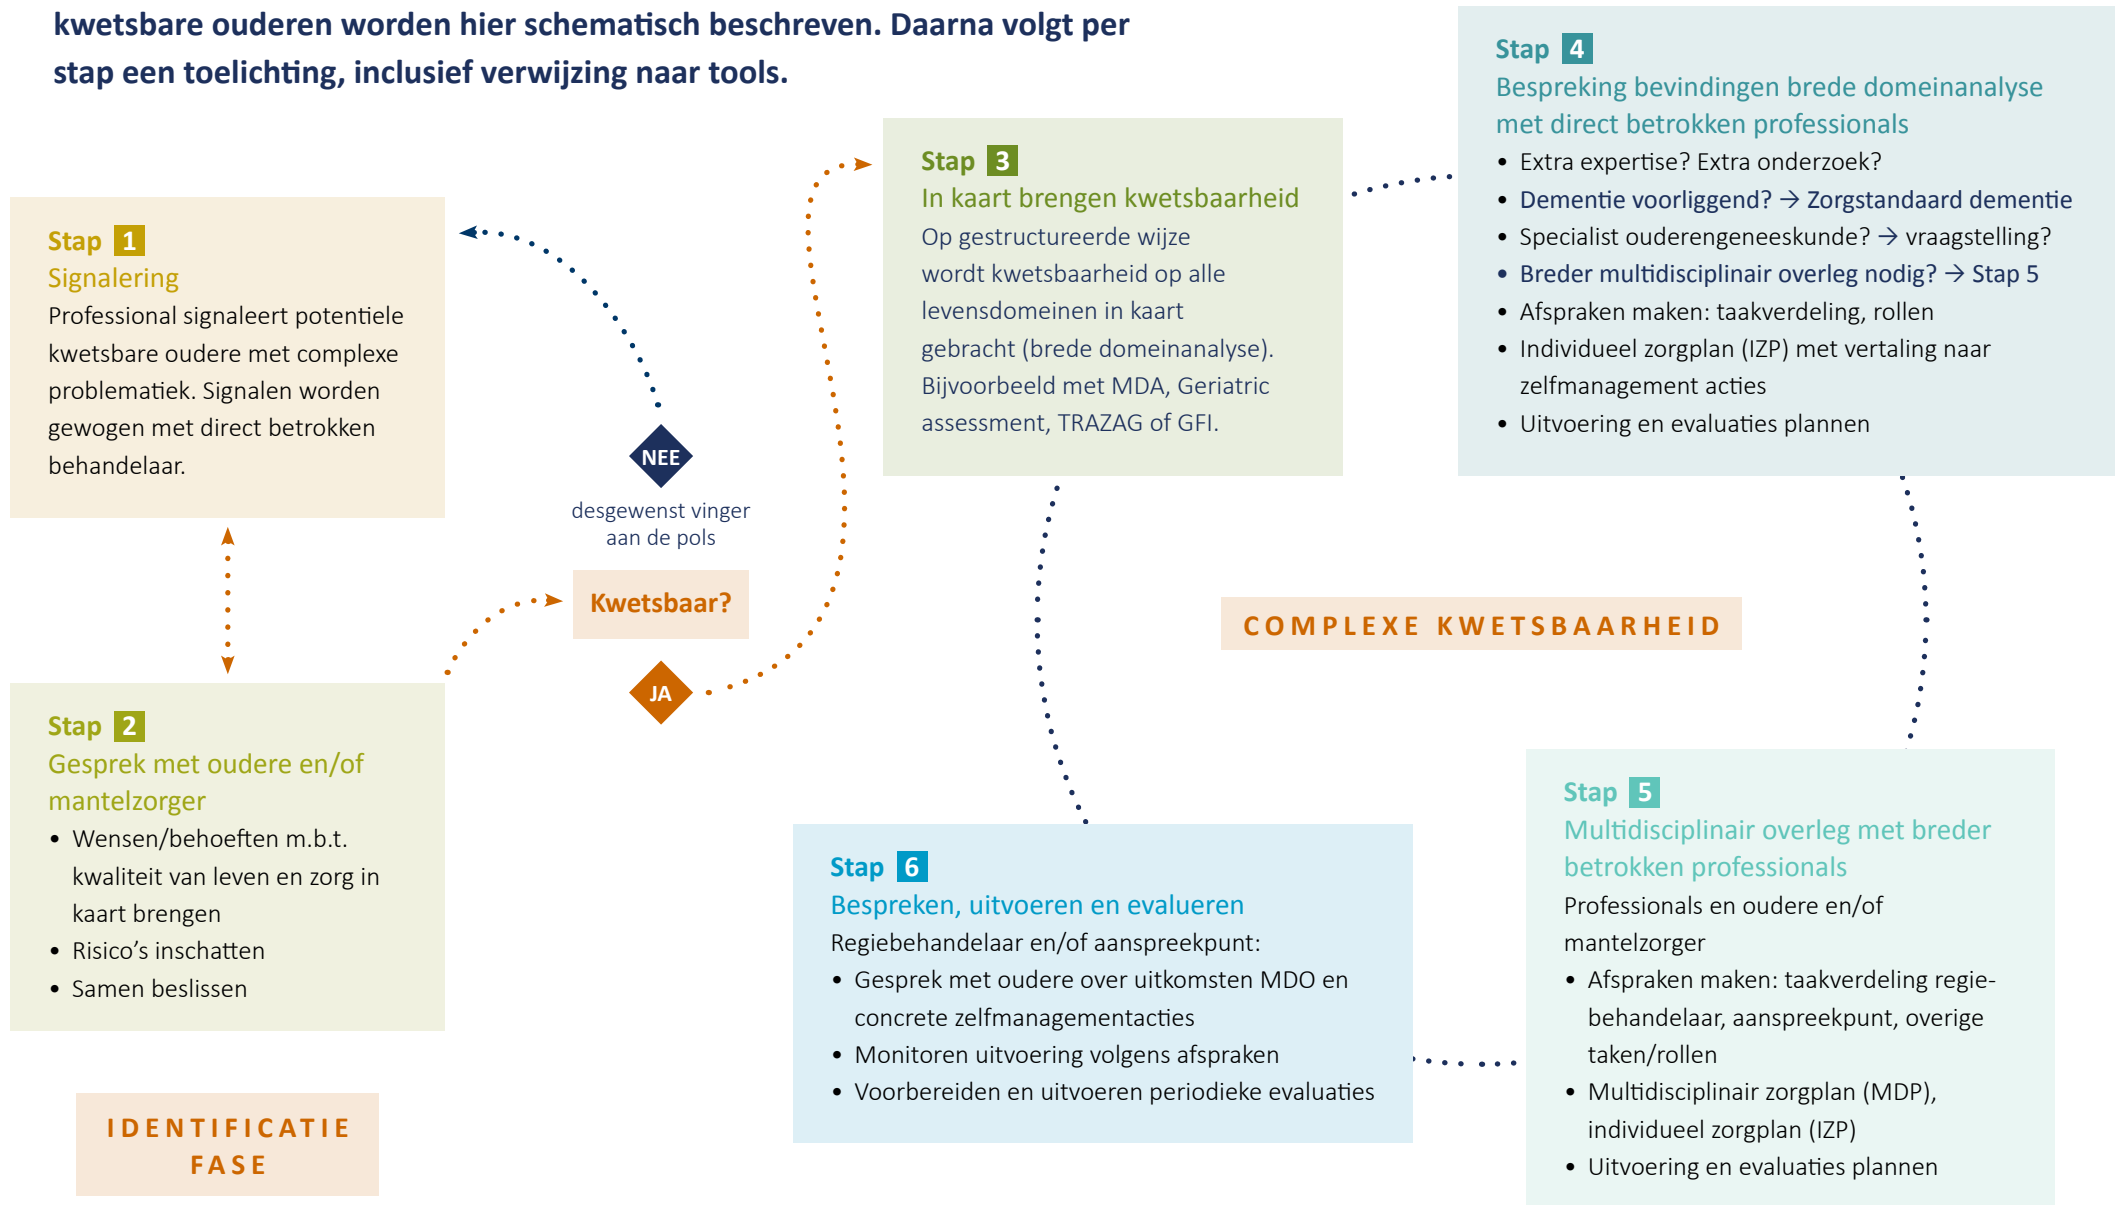 kwetsbare ouderen worden hier schematisch beschreven. Daarna volgt per
stap een toelichting, inclusief verwijzing naar tools.
Stap 1
Signalering
Professional signaleert potentiele
kwetsbare oudere met complexe
problematiek. Signalen worden
gewogen met direct betrokken
behandelaar.
Stap 2
Gesprek met oudere en/of
mantelzorger
• Wensen/behoeften m.b.t.
kwaliteit van leven en zorg in
kaart brengen
• Risico's inschatten
• Samen beslissen
IDENTIFICATIE
FASE
NEE
desgewenst vinger
aan de pols
Kwetsbaar?
JA
Stap 3
In kaart brengen kwetsbaarheid
Op gestructureerde wijze
wordt kwetsbaarheid op alle
levensdomeinen in kaart
gebracht (brede domeinanalyse).
Bijvoorbeeld met MDA, Geriatric
assessment, TRAZAG of GFI.
Stap 4
Bespreking bevindingen brede domeinanalyse
met direct betrokken professionals
• Extra expertise? Extra onderzoek?
• Dementie voorliggend? → Zorgstandaard dementie
• Specialist ouderengeneeskunde? → vraagstelling?
• Breder multidisciplinair overleg nodig? → Stap 5
• Afspraken maken: taakverdeling, rollen
• Individueel zorgplan (IZP) met vertaling naar
zelfmanagement acties
• Uitvoering en evaluaties plannen
COMPLEXE KWETSBAARHEID
Stap 5
Multidisciplinair overleg met breder
betrokken professionals
Professionals en oudere en/of
mantelzorger
• Afspraken maken: taakverdeling regie-
behandelaar, aanspreekpunt, overige
taken/rollen
• Multidisciplinair zorgplan (MDP),
individueel zorgplan (IZP)
• Uitvoering en evaluaties plannen
Stap 6
Bespreken, uitvoeren en evalueren
Regiebehandelaar en/of aanspreekpunt:
• Gesprek met oudere over uitkomsten MDO en
concrete zelfmanagementacties
• Monitoren uitvoering volgens afspraken
• Voorbereiden en uitvoeren periodieke evaluaties